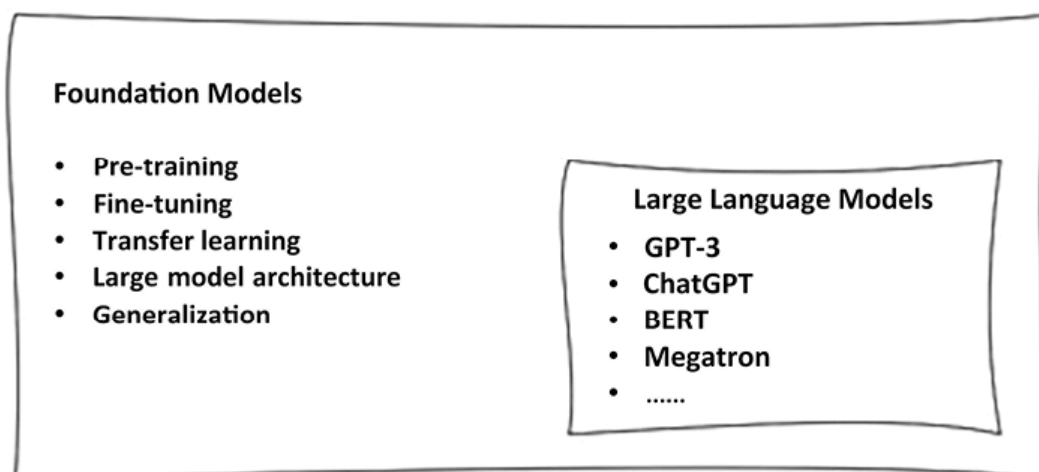 Foundation Models
• Pre-training
• Fine-tuning
• Transfer learning
• Large model architecture
• Generalization
Large Language Models
• GPT-3
• ChatGPT
• BERT
• Megatron
• ......